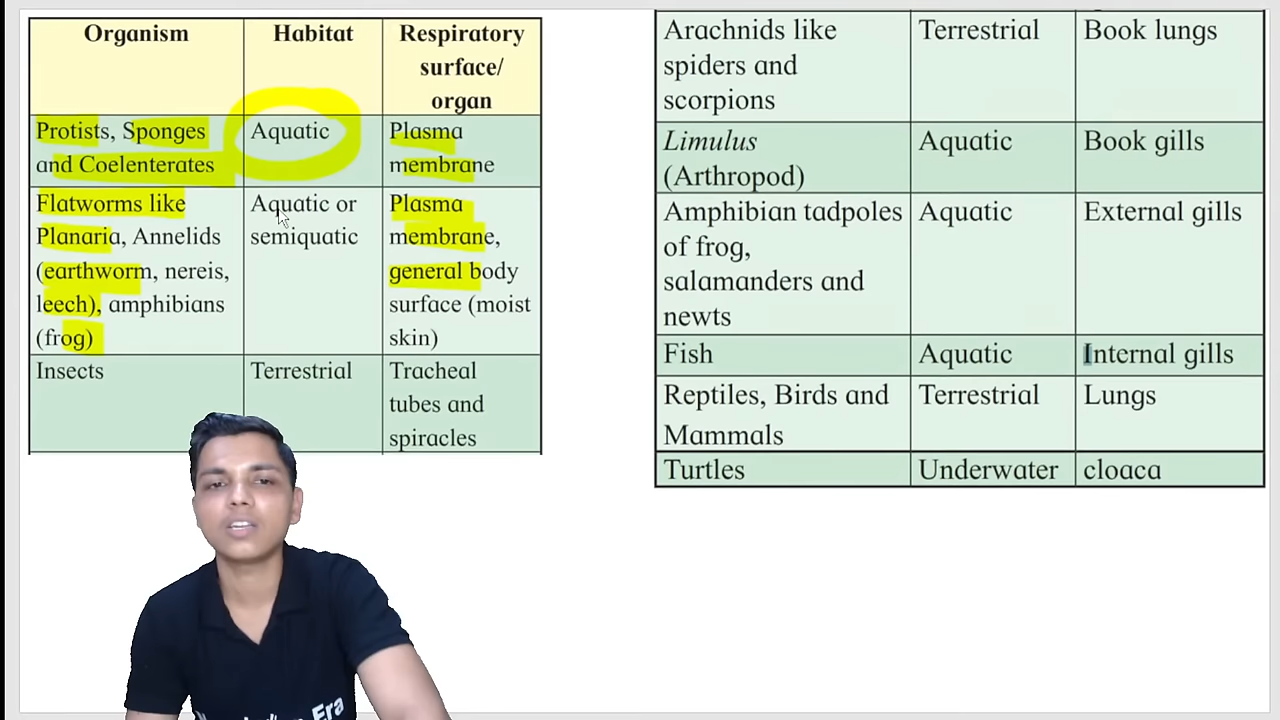 Organism Habitat Respiratory
surface/
organ
Protists, Sponges Aquatic Plasma
and Coelenterates membrane
Flatworms like Aquatic or Plasma
Planaria, Annelids semiquatic membrane,
(earthworm, nereis, general body
leech), amphibians surface (moist
(frog) skin)
Insects Terrestrial Tracheal
tubes and
spiracles
Arachnids like Terrestrial Book lungs
spiders and
scorpions
Limulus Aquatic Book gills
(Arthropod)
Amphibian tadpoles Aquatic External gills
of frog,
salamanders and
newts
Fish Aquatic Internal gills
Reptiles, Birds and Terrestrial Lungs
Mammals
Turtles Underwater cloaca
Era